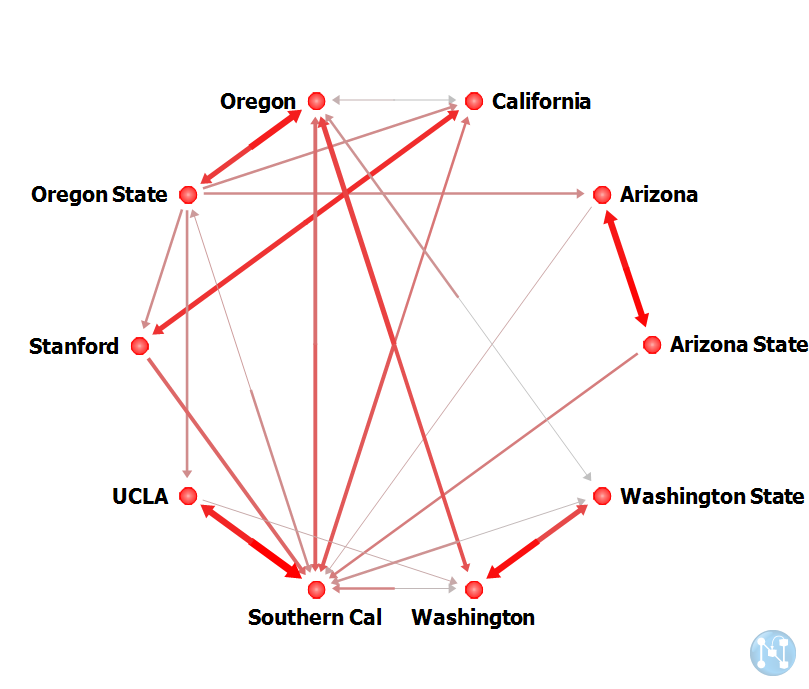 Oregon
California
Oregon State
Arizona
Stanford
Arizona State
UCLA
Washington State
Southern Cal
Washington